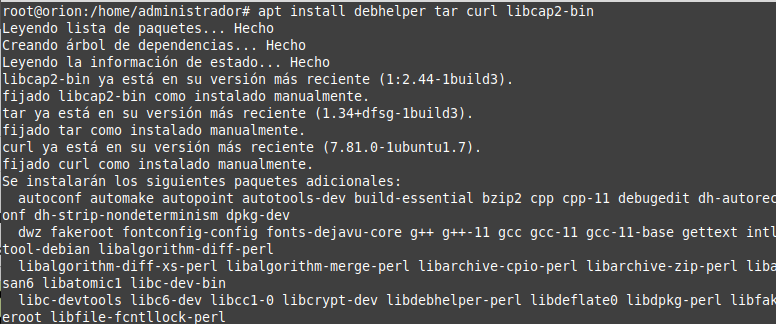 root@orion:/home/administrador# apt install debhelper tar curl libcap2-bin
Leyendo lista de paquetes... Hecho
Creando árbol de dependencias... Hecho
Leyendo la información de estado... Hecho
libcap2-bin ya está en su versión más reciente (1:2.44-1build3).
fijado libcap2-bin como instalado manualmente.
tar ya está en su versión más reciente (1.34+dfsg-1build3).
fijado tar como instalado manualmente.
curl ya está en su versión más reciente (7.81.0-1ubuntu1.7).
fijado curl como instalado manualmente.
Se instalarán los siguientes paquetes adicionales:
autoconf automake autopoint autotools-dev build-essential bzip2 cpp cpp-11 debugedit dh-autorec
onf dh-strip-nondeterminism dpkg-dev
dwz fakeroot fontconfig-config fonts-dejavu-core g++ g++-11 gcc gcc-11 gcc-11-base gettext intl
tool-debian libalgorithm-diff-perl
libalgorithm-diff-xs-perl libalgorithm-merge-perl libarchive-cpio-perl libarchive-zip-perl liba
san6 libatomic1 libc-dev-bin
libc-devtools libc6-dev libcc1-0 libcrypt-dev libdebhelper-perl libdeflate0 libdpkg-perl libfak
eroot libfile-fcntllock-perl